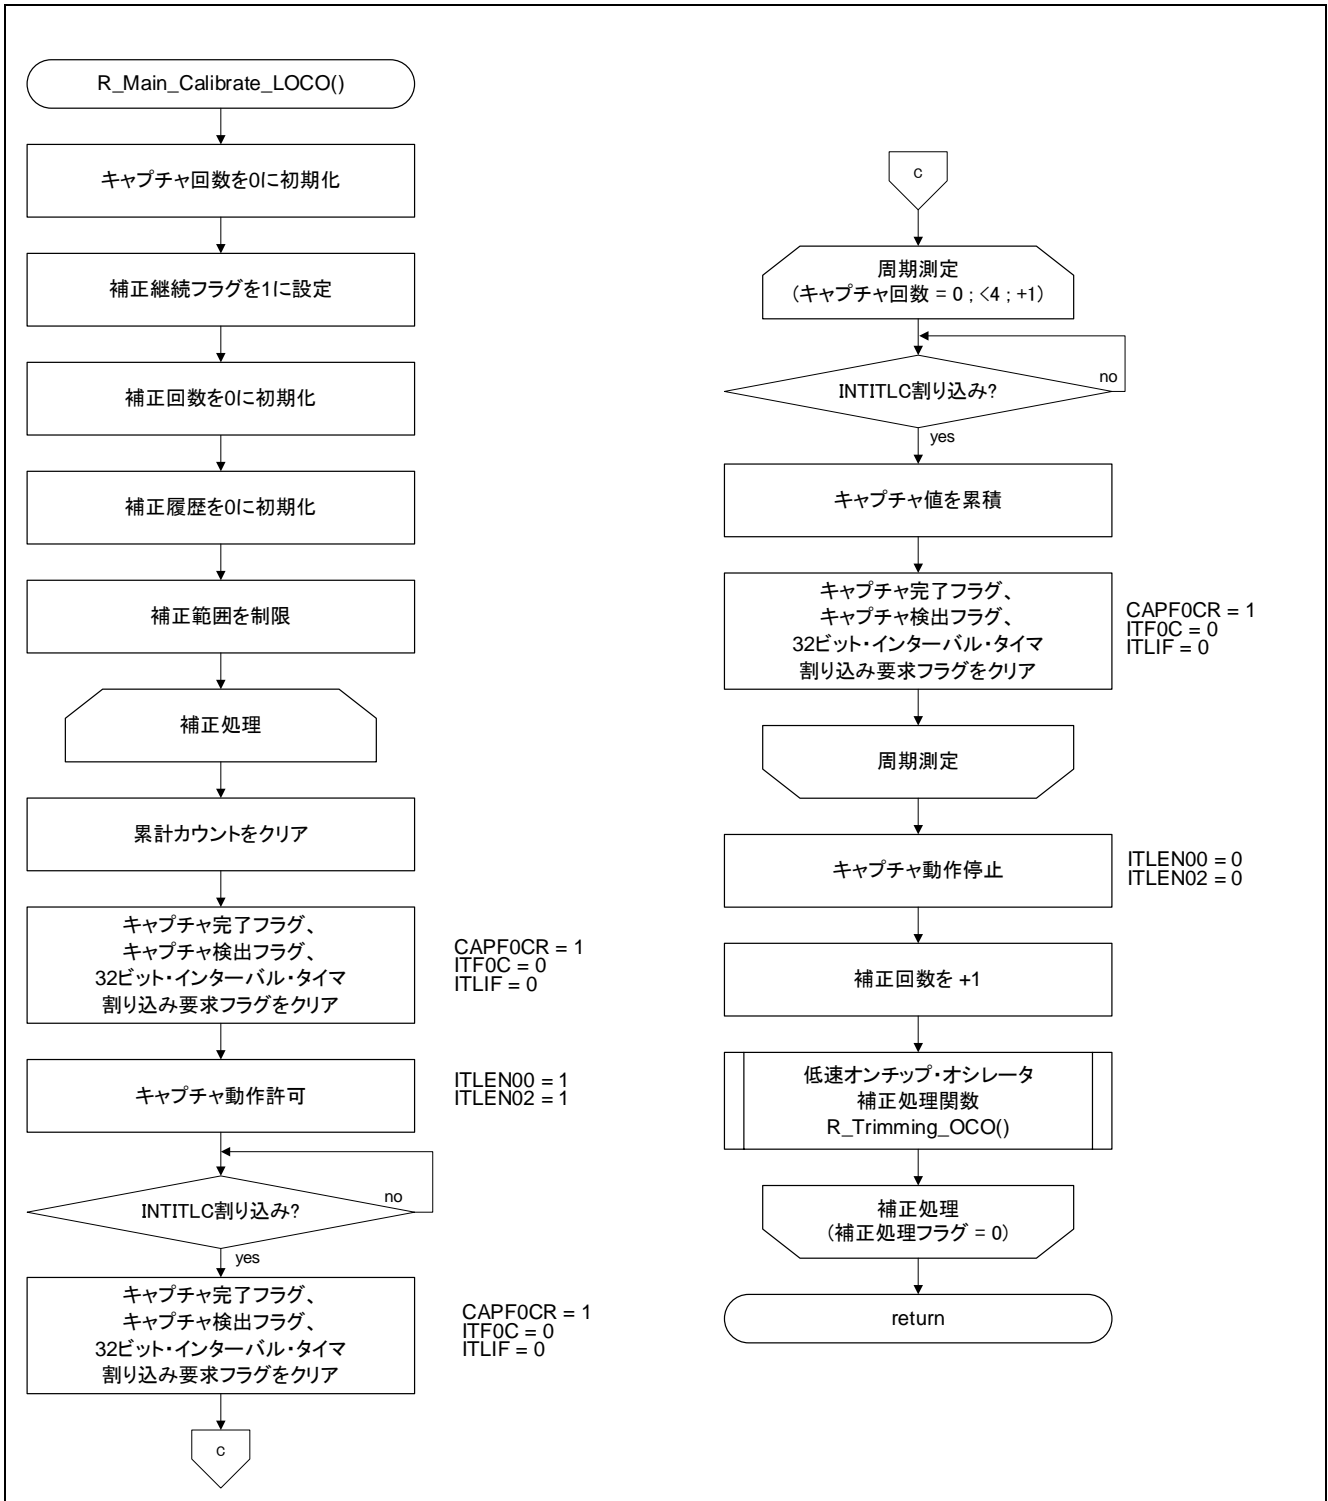 R_Main_Calibrate_LOCO()
キャプチャ回数を0に初期化
補正継続フラグを1に設定
補正回数を0に初期化
補正履歴を0に初期化
補正範囲を制限
補正処理
累計カウントをクリア
キャプチャ完了フラグ、
キャプチャ検出フラグ、
32ビット・インターバル・タイマ
割り込み要求フラグをクリア
CAPF0CR = 1
ITF0C = 0
ITLIF = 0
キャプチャ動作許可
ITLEN00 = 1
ITLEN02 = 1
INTITLC割り込み?
no
yes
キャプチャ完了フラグ、
キャプチャ検出フラグ、
32ビット・インターバル・タイマ
割り込み要求フラグをクリア
CAPF0CR = 1
ITF0C = 0
ITLIF = 0
C
C
周期測定
(キャプチャ回数 = 0 ; <4 ; +1)
INTITLC割り込み?
no
yes
キャプチャ値を累積
キャプチャ完了フラグ、
キャプチャ検出フラグ、
32ビット・インターバル・タイマ
割り込み要求フラグをクリア
CAPF0CR = 1
ITF0C = 0
ITLIF = 0
周期測定
キャプチャ動作停止
ITLEN00 = 0
ITLEN02 = 0
補正回数を +1
低速オンチップ・オシレータ
補正処理関数
R_Trimming_OCO()
補正処理
(補正処理フラグ = 0)
return